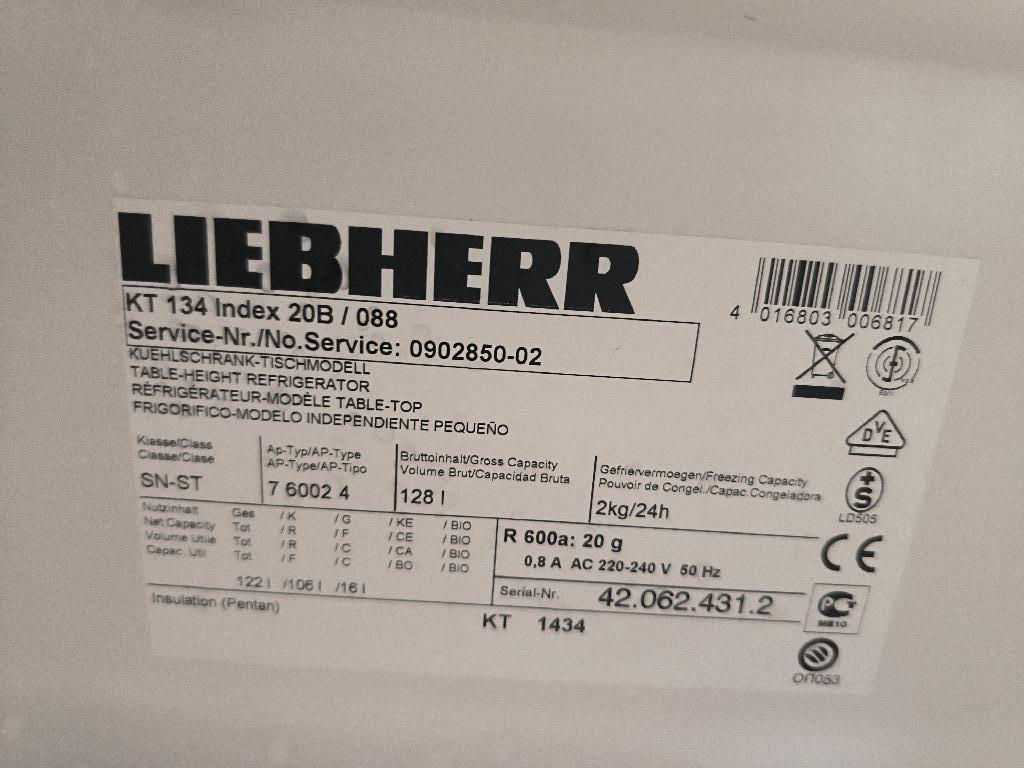 LIEBHERR
KT 134 Index 20B / 088
Service-Nr./No.Service: 0902850-02
KUEHLSCHRANK-TISCHMODELL
TABLE-HEIGHT REFRIGERATOR
RÉFRIGÉRATEUR-MODÈLE TABLE-TOP
FRIGORIFICO-MODELO INDEPENDIENTE PEQUEÑO
4 016803 006817
DVE
Klasse/Class
Classe/Clase
SN-ST
Ap-Typ/AP-Type
AP-Type/AP-Tipo
7 6002 4
Bruttoinhalt/Gross Capacity
Volume Brut/Capacidad Bruta
128 l
Gefriervermoegen/Freezing Capacity
Pouvoir de Congel./Capac.Congeladora
2kg/24h
S
LD505
CE
Nutzinhalt Ges /K /G /KE /BIO
Net.Capacity Tot /R /F /CE /BIO
Volume Utile Tot /R /C /CA /BIO
Capac. Util Tot /F /C /BO /BIO
122 l /106 l /16 l
R 600a: 20 g
0,8 A AC 220-240 V 50 Hz
Serial-Nr. 42.062.431.2
Insulation (Pentan)
KT 1434
ME10
ОП053